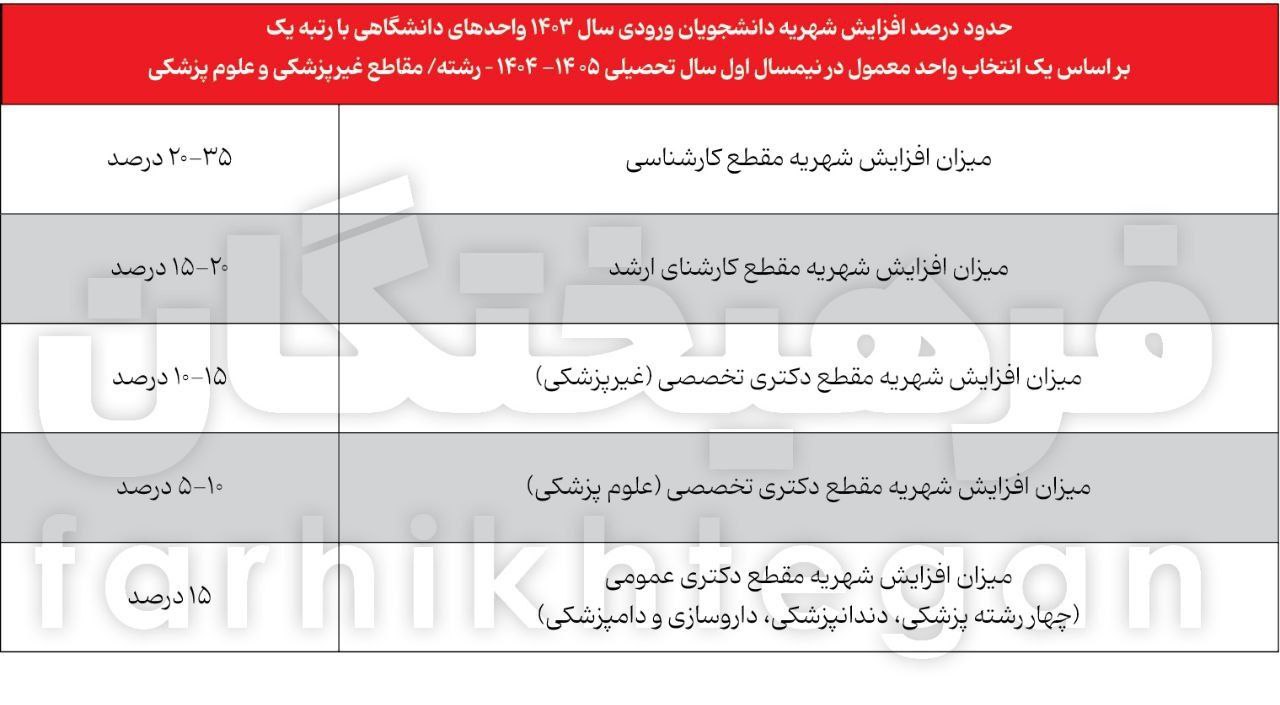 حدود درصد افزایش شهریه دانشجویان ورودی سال ۱۴۰۳ واحدهای دانشگاهی با رتبه یک
بر اساس یک انتخاب واحد معمول در نیمسال اول سال تحصیلی ۱۴۰۵- ۱۴۰۴ - رشته/ مقاطع غیرپزشکی و علوم پزشکی
میزان افزایش شهریه مقطع کارشناسی
۲۰-۳۵ درصد
میزان افزایش شهریه مقطع کارشنای ارشد
۱۵-۲۰ درصد
میزان افزایش شهریه مقطع دکتری تخصصی (غیرپزشکی)
۱۰-۱۵ درصد
میزان افزایش شهریه مقطع دکتری تخصصی (علوم پزشکی)
۵-۱۰ درصد
میزان افزایش شهریه مقطع دکتری عمومی
(چهار رشته پزشکی، دندانپزشکی، داروسازی و دامپزشکی)
۱۵ درصد
فرهیختگان
farhikhtegan